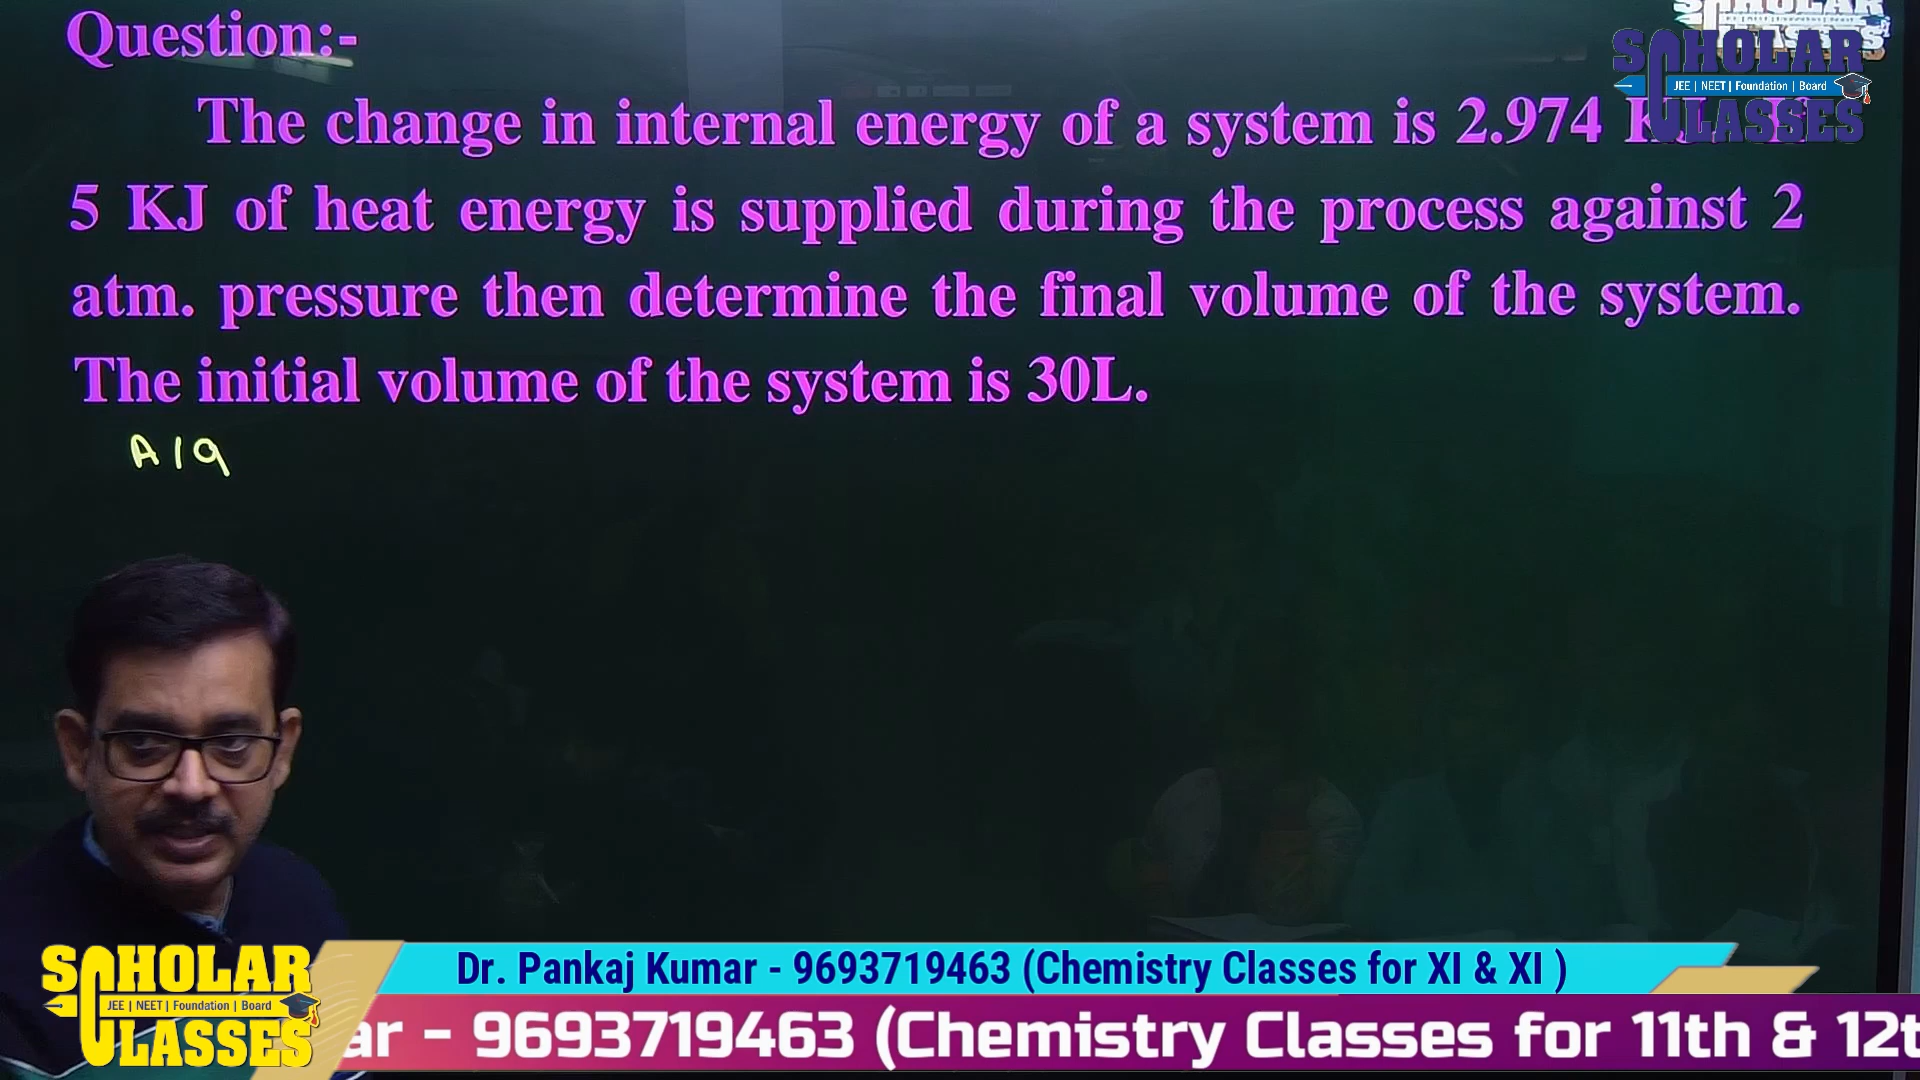 Question:-
SCHOLAR
JEE | NEET | Foundation | Board
CLASSES
The change in internal energy of a system is 2.974
5 KJ of heat energy is supplied during the process against 2
atm. pressure then determine the final volume of the system.
The initial volume of the system is 30L.
A/q
SCHOLAR
JEE | NEET | Foundation | Board
CLASSES
Dr. Pankaj Kumar - 9693719463 (Chemistry Classes for XI & XI )
ar - 9693719463 (Chemistry Classes for 11th & 12t